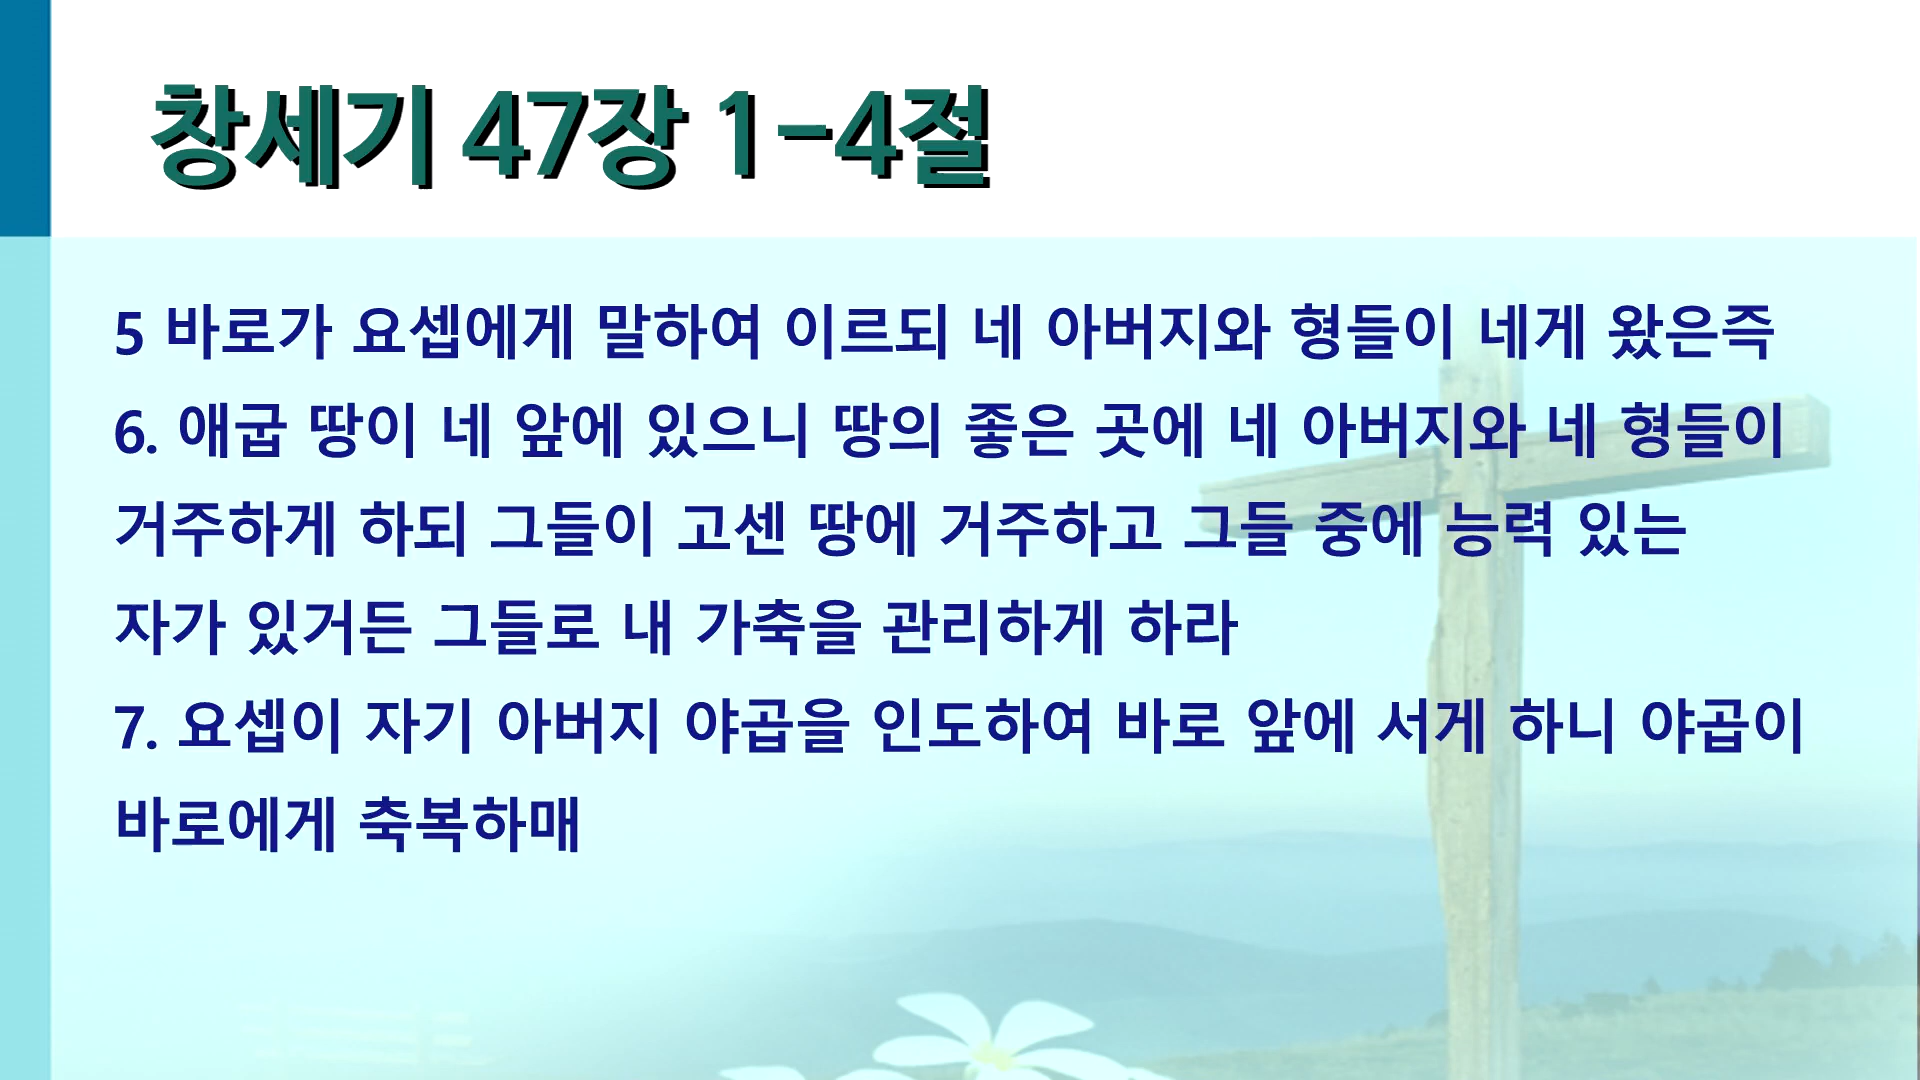 창세기 47장 1-4절
5 바로가 요셉에게 말하여 이르되 네 아버지와 형들이 네게 왔은즉
6. 애굽 땅이 네 앞에 있으니 땅의 좋은 곳에 네 아버지와 네 형들이
거주하게 하되 그들이 고센 땅에 거주하고 그들 중에 능력 있는
자가 있거든 그들로 내 가축을 관리하게 하라
7. 요셉이 자기 아버지 야곱을 인도하여 바로 앞에 서게 하니 야곱이
바로에게 축복하매